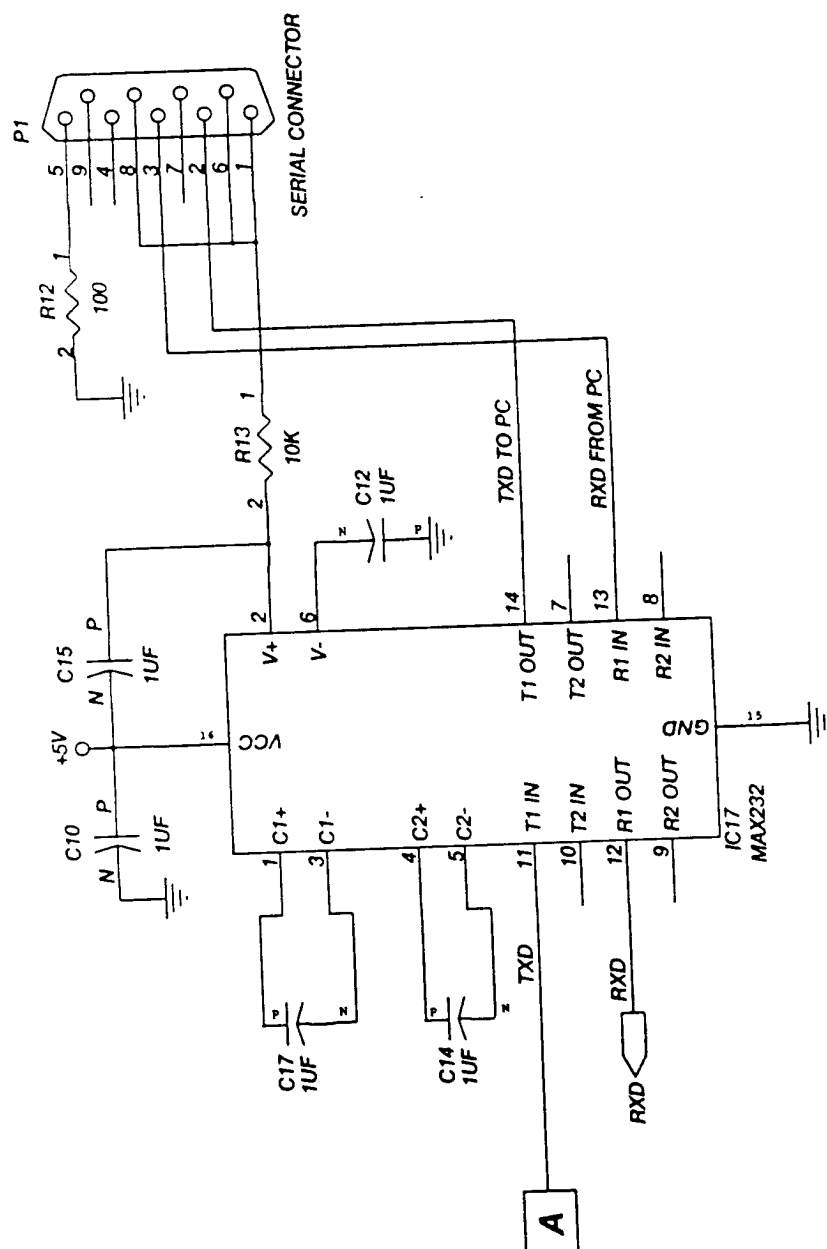 P1
5
9
4
8
3
7
2
6
1
SERIAL CONNECTOR
R12
100
1
2
R13
10K
1
2
C12
1UF
N
P
TXD TO PC
RXD FROM PC
C15
1UF
P
N
+5V
C10
1UF
P
N
16
VCC
2
V+
6
V-
14
T1 OUT
7
T2 OUT
13
R1 IN
8
R2 IN
15
GND
1
C1+
3
C1-
4
C2+
5
C2-
11
T1 IN
10
T2 IN
12
R1 OUT
9
R2 OUT
IC17
MAX232
C17
1UF
P
N
C14
1UF
P
N
TXD
RXD
RXD
A